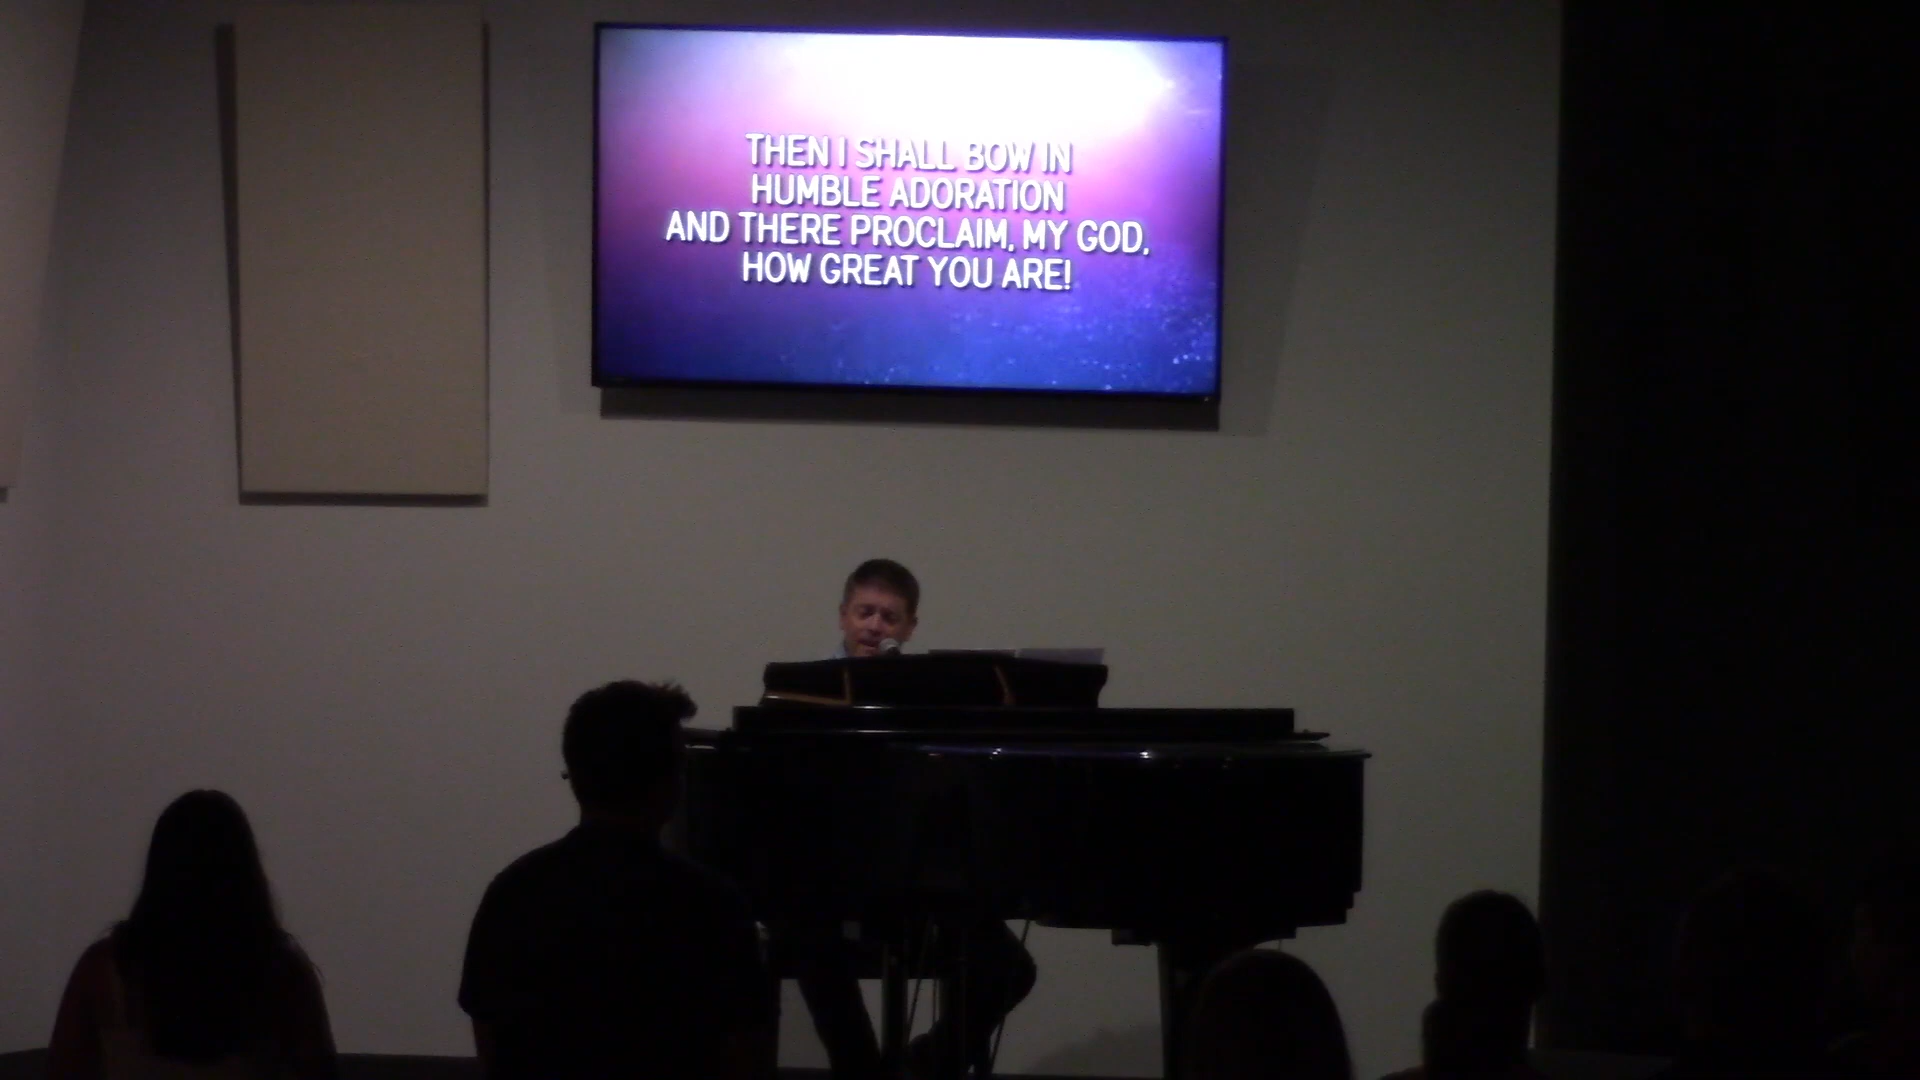 THEN I SHALL BOW IN
HUMBLE ADORATION
AND THERE PROCLAIM, MY GOD,
HOW GREAT YOU ARE!